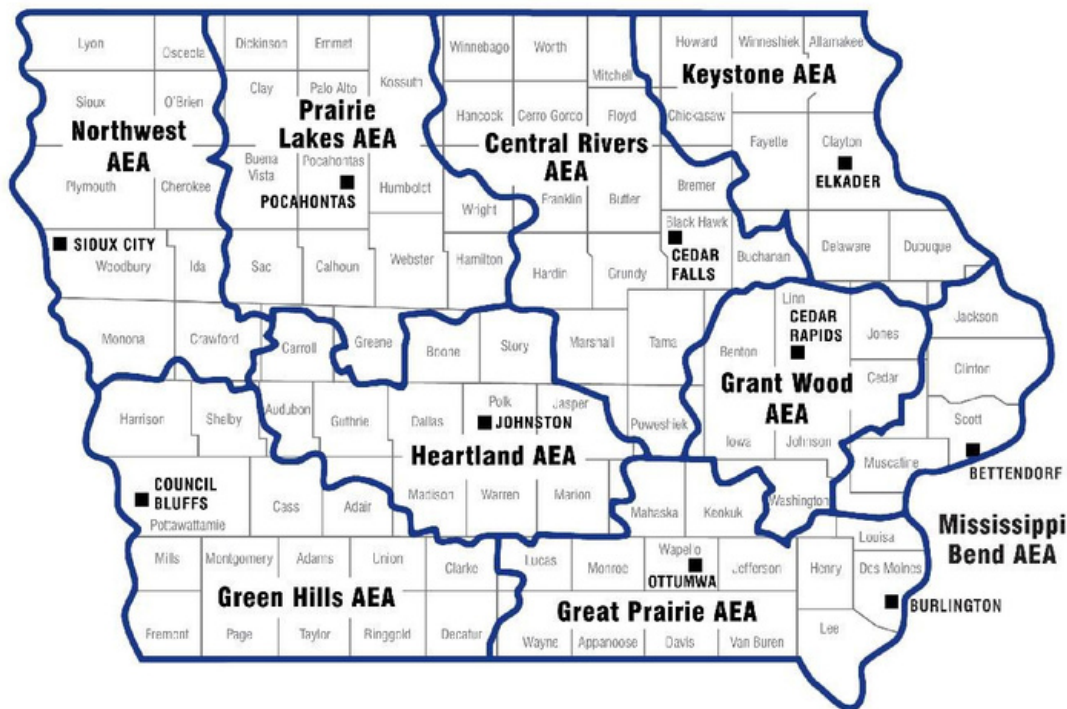 Lyon
Osceola
Dickinson
Emmet
Winnebago
Worth
Howard
Winneshiek
Allamakee
Kossuth
Mitchell
Keystone AEA
Sioux
O'Brien
Clay
Palo Alto
Hancock
Cerro Gorco
Floyd
Chickasaw
Northwest
AEA
Prairie
Lakes AEA
Central Rivers
AEA
Fayette
Clayton
ELKADER
Plymouth
Cherokee
Buena
Vista
Pocahontas
POCAHONTAS
Humboldt
Wright
Franklin
Butler
Bremer
Black Hawk
CEDAR
FALLS
SIOUX CITY
Woodbury
Ida
Sac
Calhoun
Webster
Hamilton
Hardin
Grundy
Buchanan
Delaware
Dubuque
Monona
Crawford
Carroll
Greene
Boone
Story
Marshall
Tama
Benton
Linn
CEDAR
RAPIDS
Jones
Jackson
Grant Wood
AEA
Cedar
Clinton
Harrison
Shelby
Audubon
Guthrie
Dallas
Polk
Jasper
JOHNSTON
Poweshiek
Iowa
Johnson
Scott
BETTENDORF
Heartland AEA
Muscatine
COUNCIL
BLUFFS
Pottawattamie
Cass
Adair
Madison
Warren
Marion
Mahaska
Keokuk
Washington
Mississippi
Bend AEA
Louisa
Mills
Montgomery
Adams
Union
Clarke
Lucas
Monroe
Wapello
OTTUMWA
Jefferson
Henry
Des Moines
BURLINGTON
Green Hills AEA
Great Prairie AEA
Fremont
Page
Taylor
Ringgold
Decatur
Wayne
Appanoose
Davis
Van Buren
Lee